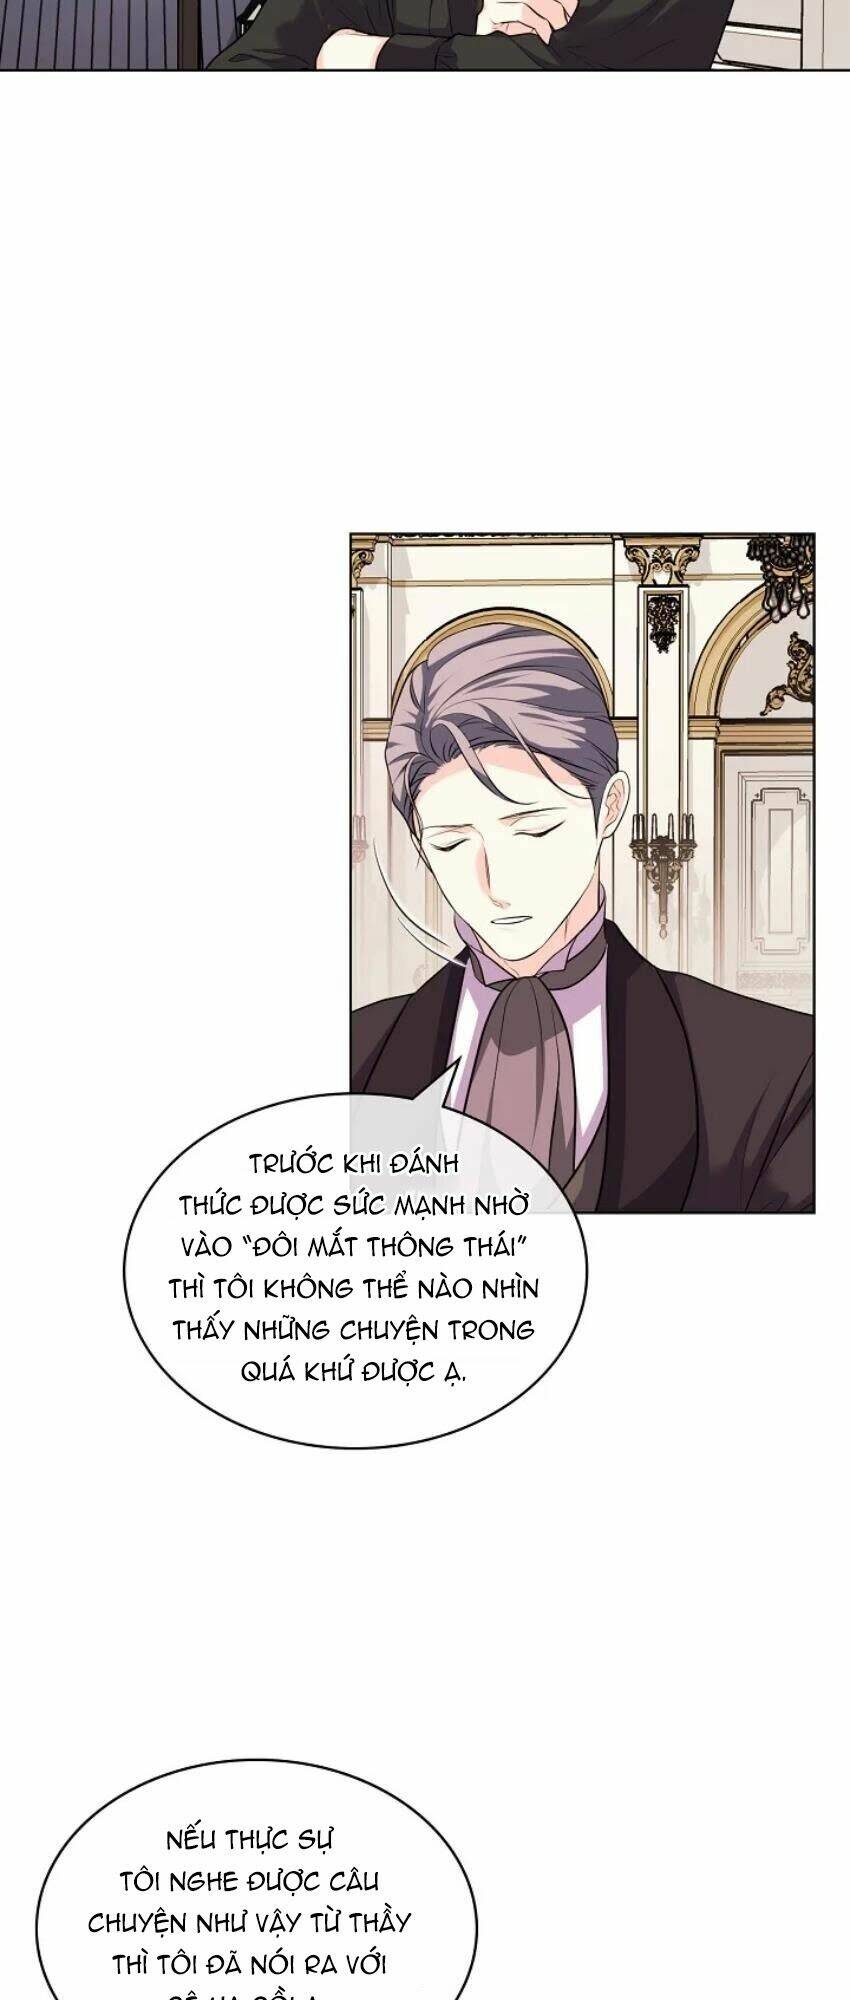 TRƯỚC KHI ĐÁNH
THỨC ĐƯỢC SỨC MẠNH NHỜ
VÀO "ĐÔI MẮT THÔNG THÁI"
THÌ TÔI KHÔNG THỂ NÀO NHÌN
THẤY NHỮNG CHUYỆN TRONG
QUÁ KHỨ ĐƯỢC Ạ.
NẾU THỰC SỰ
TÔI NGHE ĐƯỢC CÂU
CHUYỆN NHƯ VẬY TỪ THẦY
THÌ TÔI ĐÃ NÓI RA VỚI